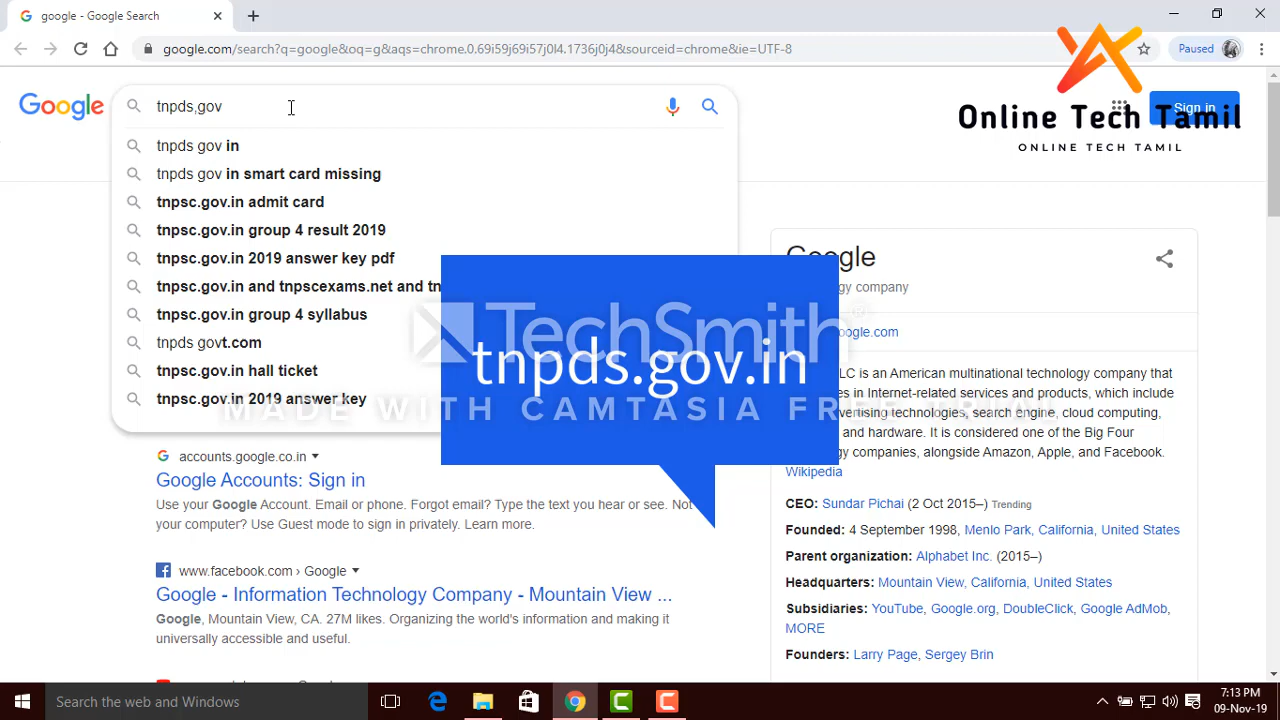 google - Google Search
google.com/search?q=google&oq=g&aqs=chrome.0.69i59j69i57j0l4.1736j0j4&sourceid=chrome&ie=UTF-8
Paused
Google
tnpds,gov
Sign in
Online Tech Tamil
ONLINE TECH TAMIL
tnpds gov in
tnpds gov in smart card missing
tnpsc.gov.in admit card
tnpsc.gov.in group 4 result 2019
tnpsc.gov.in 2019 answer key pdf
tnpsc.gov.in and tnpscexams.net and tn
tnpsc.gov.in group 4 syllabus
tnpds govt.com
tnpsc.gov.in hall ticket
tnpsc.gov.in 2019 answer key
TechSmith
tnpds.gov.in
MADE WITH CAMTASIA FREE TRIAL
accounts.google.co.in
Google Accounts: Sign in
Use your Google Account. Email or phone. Forgot email? Type the text you hear or see. Not
your computer? Use Guest mode to sign in privately. Learn more.
www.facebook.com › Google
Google - Information Technology Company - Mountain View ...
Google, Mountain View, CA. 27M likes. Organizing the world's information and making it
universally accessible and useful.
Google
gy company
ogle.com
LC is an American multinational technology company that
es in Internet-related services and products, which include
vertising technologies, search engine, cloud computing,
and hardware. It is considered one of the Big Four
gy companies, alongside Amazon, Apple, and Facebook.
Wikipedia
CEO: Sundar Pichai (2 Oct 2015–) Trending
Founded: 4 September 1998, Menlo Park, California, United States
Parent organization: Alphabet Inc. (2015–)
Headquarters: Mountain View, California, United States
Subsidiaries: YouTube, Google.org, DoubleClick, Google AdMob,
MORE
Founders: Larry Page, Sergey Brin
Search the web and Windows
7:13 PM
09-Nov-19